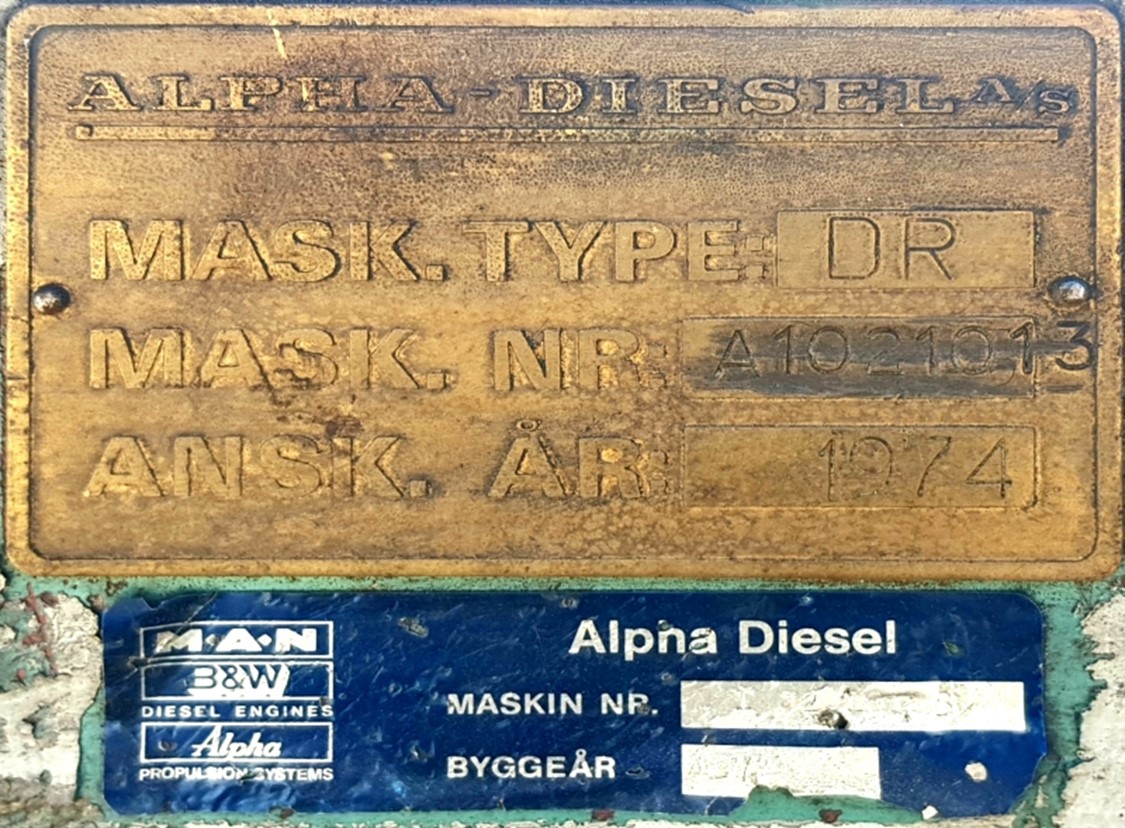 ALPHA-DIESEL A/S
MASK. TYPE: DR
MASK. NR: A1021013
ANSK. ÅR: 1974
M·A·N
B&W
DIESEL ENGINES
Alpha
PROPULSION SYSTEMS
Alpha Diesel
MASKIN NR.
BYGGEÅR